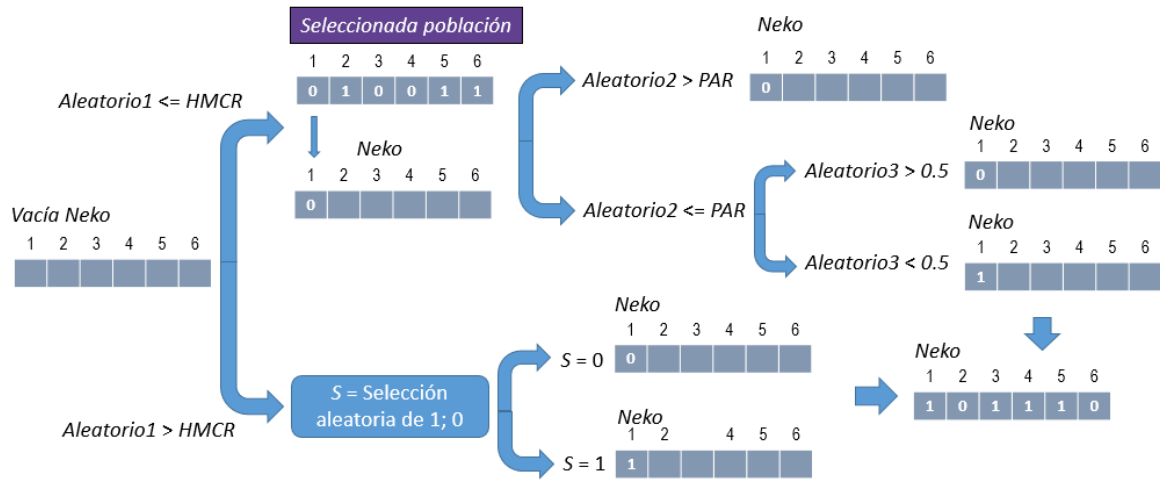 Seleccionada población
1 2 3 4 5 6
0 1 0 0 1 1
Aleatorio1 <= HMCR
Neko
1 2 3 4 5 6
0
Vacía Neko
1 2 3 4 5 6
Neko
1 2 3 4 5 6
0
Aleatorio2 > PAR
Aleatorio2 <= PAR
Neko
1 2 3 4 5 6
0
Aleatorio3 > 0.5
Neko
1 2 3 4 5 6
1
Aleatorio3 < 0.5
Aleatorio1 > HMCR
S = Selección
aleatoria de 1; 0
Neko
1 2 3 4 5 6
0
S = 0
Neko
1 2 4 5 6
1
S = 1
Neko
1 2 3 4 5 6
1 0 1 1 1 0